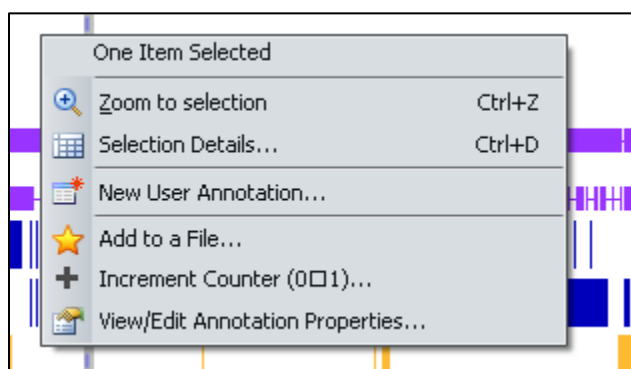 One Item Selected
Zoom to selection Ctrl+Z
Selection Details... Ctrl+D
New User Annotation...
Add to a File...
Increment Counter (0□1)...
View/Edit Annotation Properties...